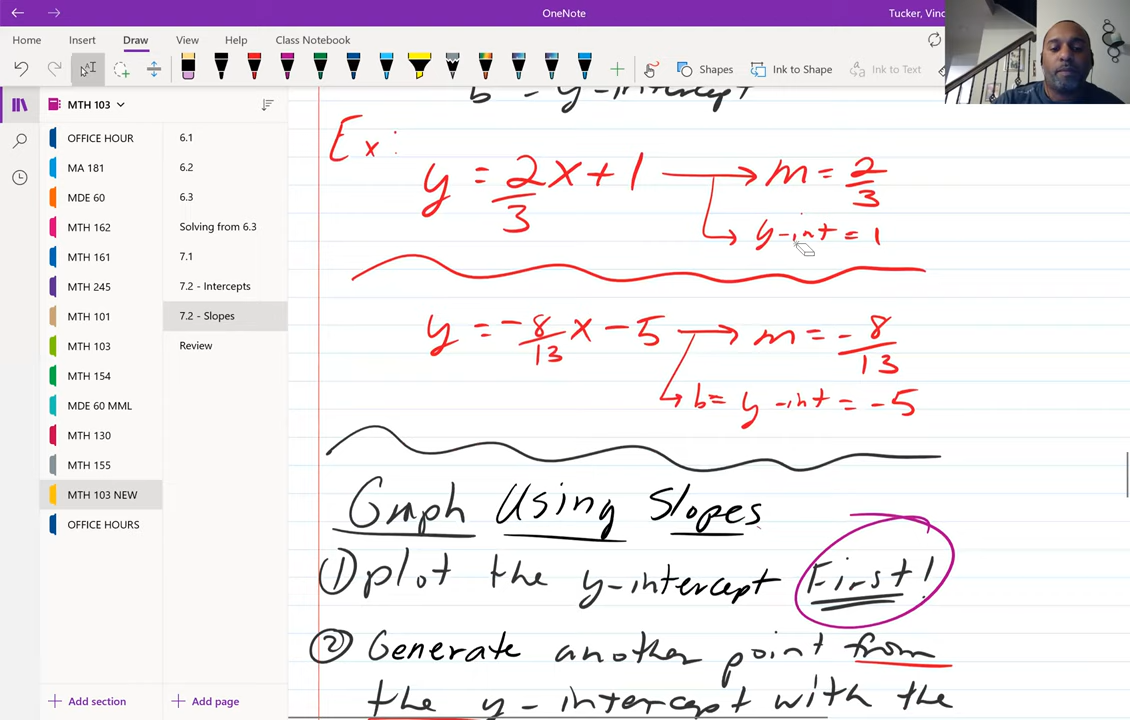 OneNote
Tucker, Vinc
Home Insert Draw View Help Class Notebook
Shapes Ink to Shape Ink to Text
MTH 103
OFFICE HOUR
MA 181
MDE 60
MTH 162
MTH 161
MTH 245
MTH 101
MTH 103
MTH 154
MDE 60 MML
MTH 130
MTH 155
MTH 103 NEW
OFFICE HOURS
Add section
6.1
6.2
6.3
Solving from 6.3
7.1
7.2 - Intercepts
7.2 - Slopes
Review
Add page
b = y-intercept
Ex:
y = 2/3 x + 1 → m = 2/3
→ y-int = 1
y = -8/13 x - 5 → m = -8/13
→ b = y-int = -5
Graph Using Slopes
① plot the y-intercept First!
② Generate another point from
the y-intercept with the